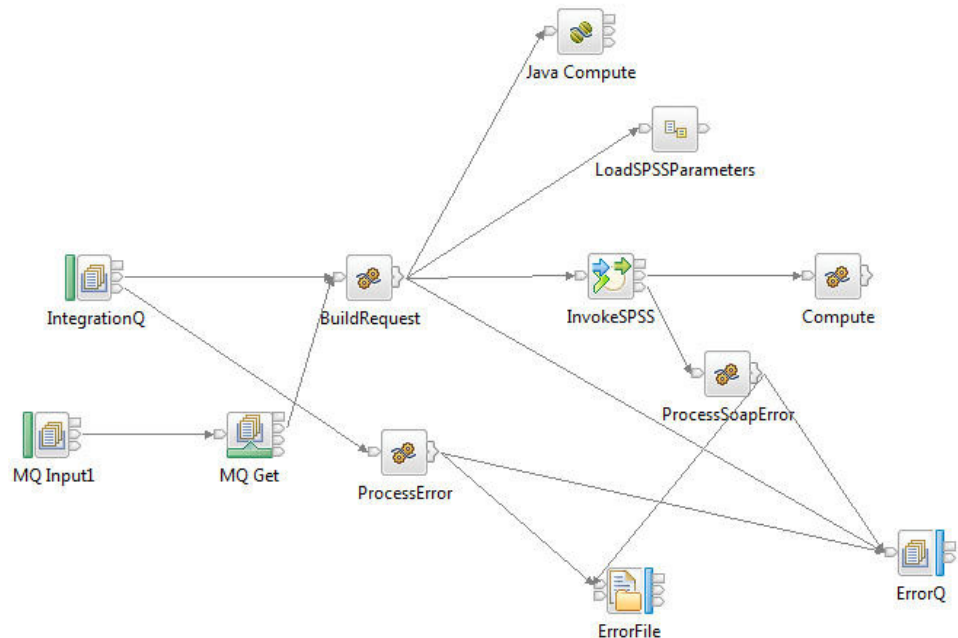 Java Compute
LoadSPSSParameters
IntegrationQ
BuildRequest
InvokeSPSS
Compute
ProcessSoapError
MQ Input1
MQ Get
ProcessError
ErrorQ
ErrorFile